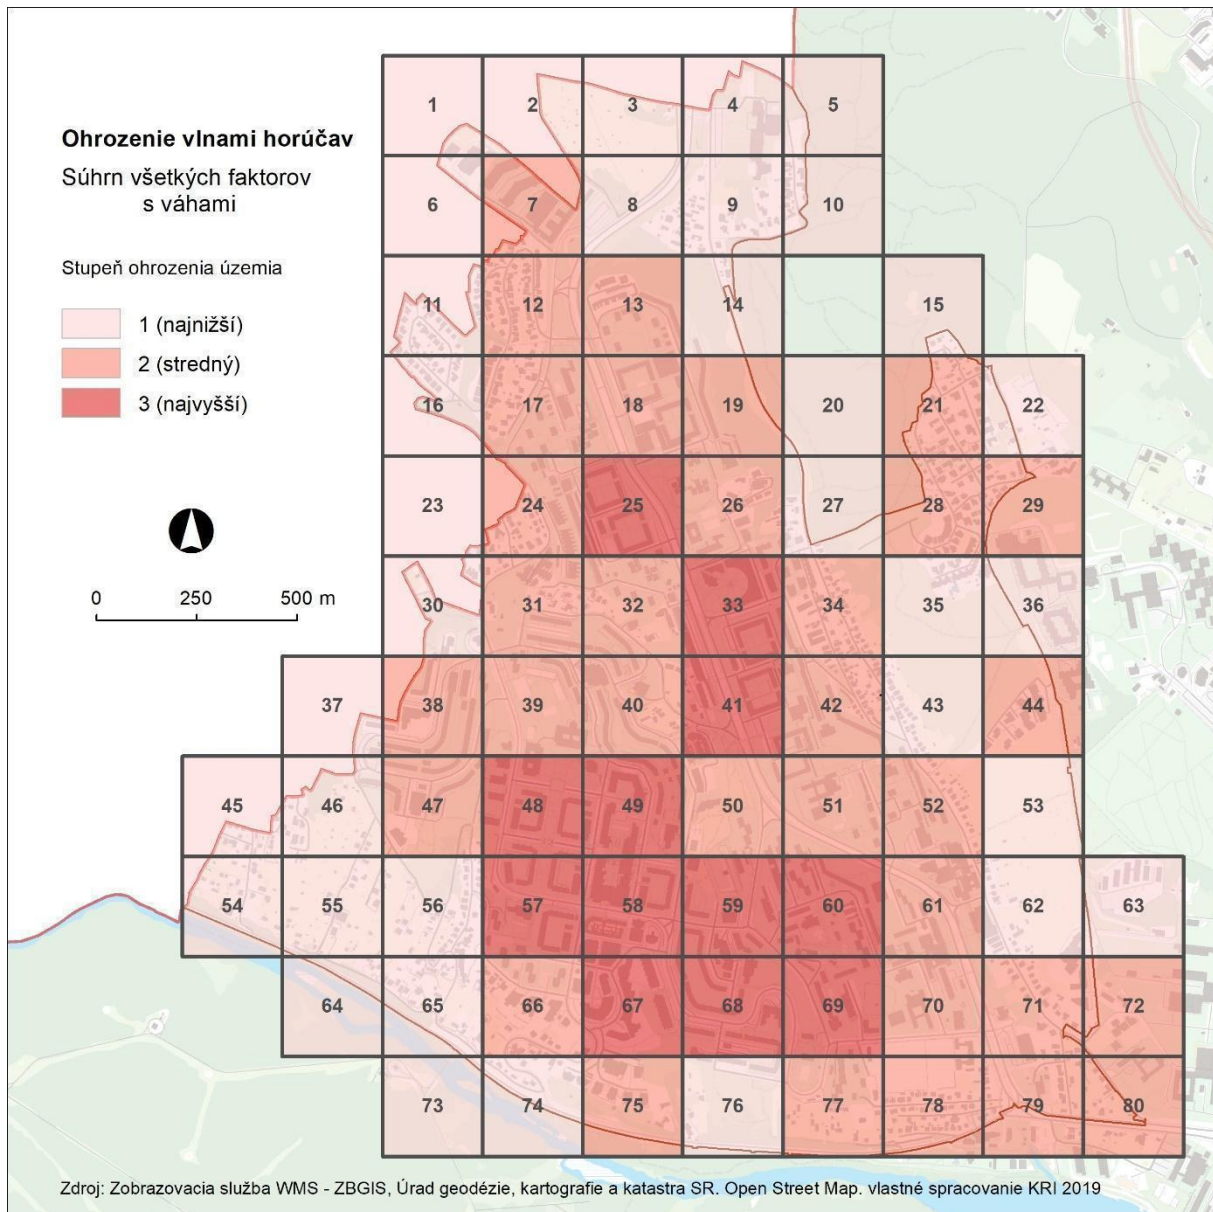 Ohrozenie vlnami horúčav
Súhrn všetkých faktorov
s váhami
Stupeň ohrozenia územia
1 (najnižší)
2 (stredný)
3 (najvyšší)
0 250 500 m
1 2 3 4 5
6 7 8 9 10
11 12 13 14 15
16 17 18 19 20 21 22
23 24 25 26 27 28 29
30 31 32 33 34 35 36
37 38 39 40 41 42 43 44
45 46 47 48 49 50 51 52 53
54 55 56 57 58 59 60 61 62 63
64 65 66 67 68 69 70 71 72
73 74 75 76 77 78 79 80
Zdroj: Zobrazovacia služba WMS - ZBGIS, Úrad geodézie, kartografie a katastra SR. Open Street Map. vlastné spracovanie KRI 2019